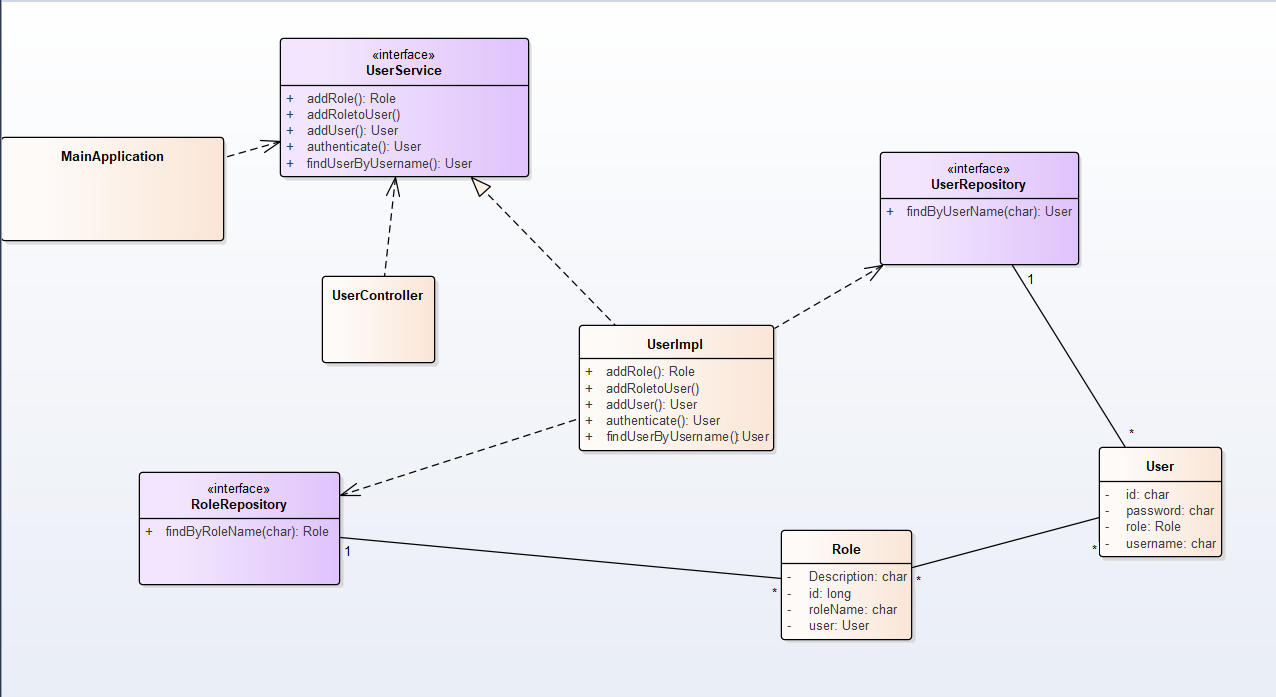 «interface»
UserService
+ addRole(): Role
+ addRoletoUser()
+ addUser(): User
+ authenticate(): User
+ findUserByUsername(): User
MainApplication
«interface»
UserRepository
+ findByUserName(char): User
1
UserController
UserImpl
+ addRole(): Role
+ addRoletoUser()
+ addUser(): User
+ authenticate(): User
+ findUserByUsername(): User
*
User
- id: char
- password: char
- role: Role
- username: char
*
«interface»
RoleRepository
+ findByRoleName(char): Role
1
*
Role
- Description: char
- id: long
- roleName: char
- user: User
*